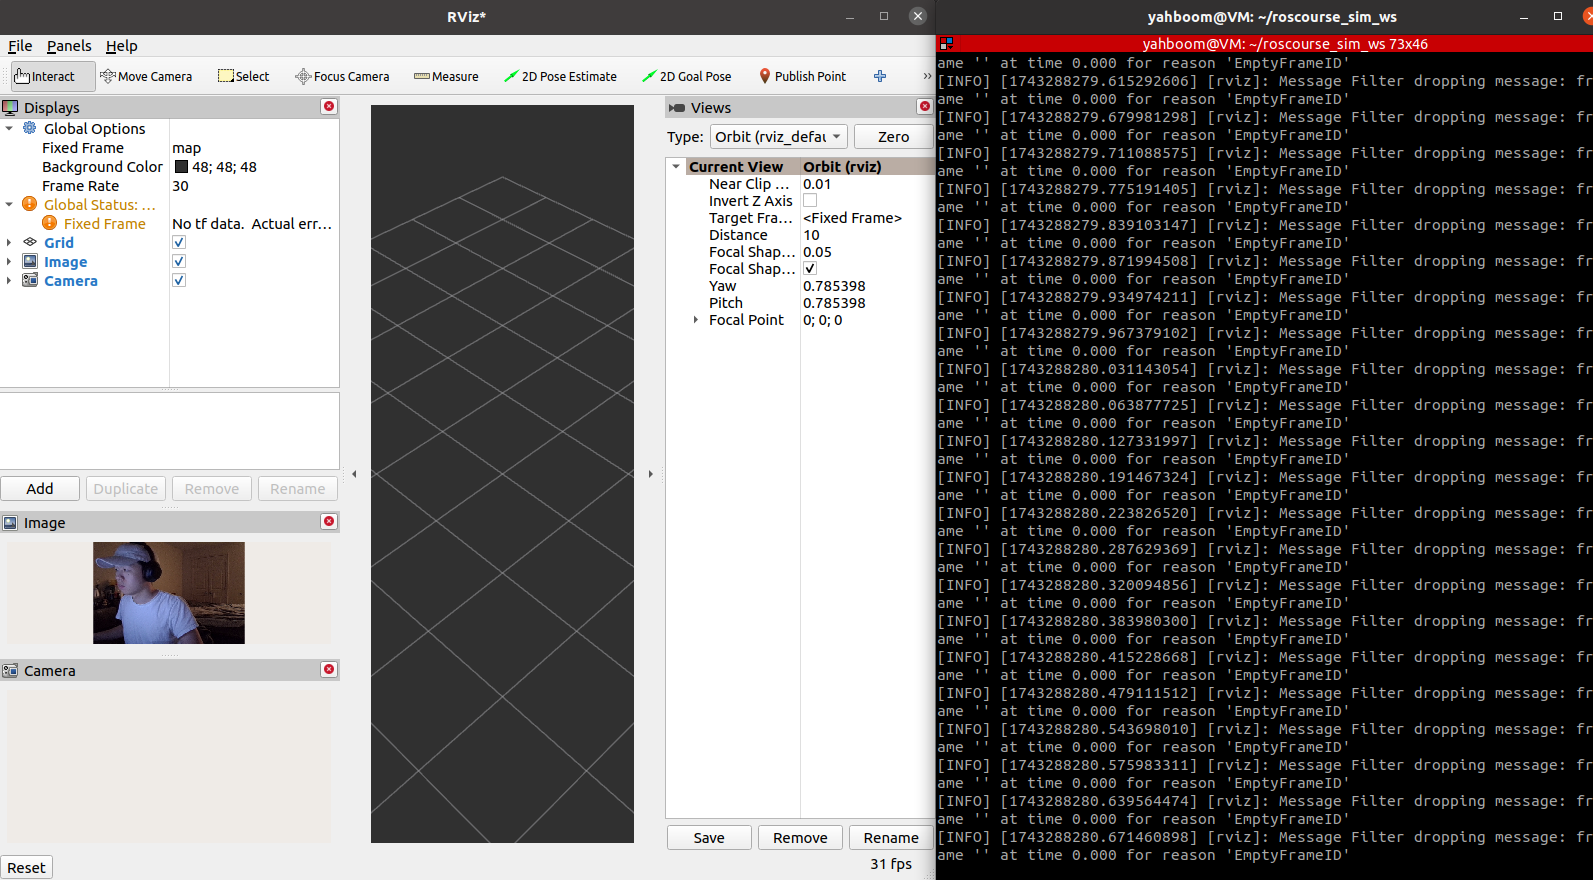 RViz*
File Panels Help
Interact Move Camera Select Focus Camera Measure 2D Pose Estimate 2D Goal Pose Publish Point »
Displays
Global Options
Fixed Frame map
Background Color 48; 48; 48
Frame Rate 30
Global Status: ...
Fixed Frame No tf data. Actual err...
Grid
Image
Camera
Add Duplicate Remove Rename
Image
Camera
Reset
Views
Type: Orbit (rviz_defau Zero
Current View Orbit (rviz)
Near Clip ... 0.01
Invert Z Axis
Target Fra... <Fixed Frame>
Distance 10
Focal Shap... 0.05
Focal Shap...
Yaw 0.785398
Pitch 0.785398
Focal Point 0; 0; 0
Save Remove Rename
31 fps
yahboom@VM: ~/roscourse_sim_ws
yahboom@VM: ~/roscourse_sim_ws 73x46
ame '' at time 0.000 for reason 'EmptyFrameID'
[INFO] [1743288279.615292606] [rviz]: Message Filter dropping message: fr
ame '' at time 0.000 for reason 'EmptyFrameID'
[INFO] [1743288279.679981298] [rviz]: Message Filter dropping message: fr
ame '' at time 0.000 for reason 'EmptyFrameID'
[INFO] [1743288279.711088575] [rviz]: Message Filter dropping message: fr
ame '' at time 0.000 for reason 'EmptyFrameID'
[INFO] [1743288279.775191405] [rviz]: Message Filter dropping message: fr
ame '' at time 0.000 for reason 'EmptyFrameID'
[INFO] [1743288279.839103147] [rviz]: Message Filter dropping message: fr
ame '' at time 0.000 for reason 'EmptyFrameID'
[INFO] [1743288279.871994508] [rviz]: Message Filter dropping message: fr
ame '' at time 0.000 for reason 'EmptyFrameID'
[INFO] [1743288279.934974211] [rviz]: Message Filter dropping message: fr
ame '' at time 0.000 for reason 'EmptyFrameID'
[INFO] [1743288279.967379102] [rviz]: Message Filter dropping message: fr
ame '' at time 0.000 for reason 'EmptyFrameID'
[INFO] [1743288280.031143054] [rviz]: Message Filter dropping message: fr
ame '' at time 0.000 for reason 'EmptyFrameID'
[INFO] [1743288280.063877725] [rviz]: Message Filter dropping message: fr
ame '' at time 0.000 for reason 'EmptyFrameID'
[INFO] [1743288280.127331997] [rviz]: Message Filter dropping message: fr
ame '' at time 0.000 for reason 'EmptyFrameID'
[INFO] [1743288280.191467324] [rviz]: Message Filter dropping message: fr
ame '' at time 0.000 for reason 'EmptyFrameID'
[INFO] [1743288280.223826520] [rviz]: Message Filter dropping message: fr
ame '' at time 0.000 for reason 'EmptyFrameID'
[INFO] [1743288280.287629369] [rviz]: Message Filter dropping message: fr
ame '' at time 0.000 for reason 'EmptyFrameID'
[INFO] [1743288280.320094856] [rviz]: Message Filter dropping message: fr
ame '' at time 0.000 for reason 'EmptyFrameID'
[INFO] [1743288280.383980300] [rviz]: Message Filter dropping message: fr
ame '' at time 0.000 for reason 'EmptyFrameID'
[INFO] [1743288280.415228668] [rviz]: Message Filter dropping message: fr
ame '' at time 0.000 for reason 'EmptyFrameID'
[INFO] [1743288280.479111512] [rviz]: Message Filter dropping message: fr
ame '' at time 0.000 for reason 'EmptyFrameID'
[INFO] [1743288280.543698010] [rviz]: Message Filter dropping message: fr
ame '' at time 0.000 for reason 'EmptyFrameID'
[INFO] [1743288280.575983311] [rviz]: Message Filter dropping message: fr
ame '' at time 0.000 for reason 'EmptyFrameID'
[INFO] [1743288280.639564474] [rviz]: Message Filter dropping message: fr
ame '' at time 0.000 for reason 'EmptyFrameID'
[INFO] [1743288280.671460898] [rviz]: Message Filter dropping message: fr
ame '' at time 0.000 for reason 'EmptyFrameID'